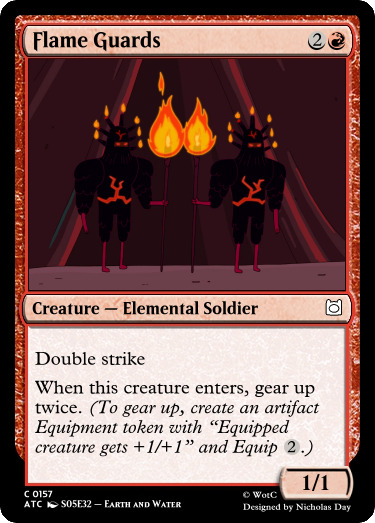 Flame Guards
2
Creature — Elemental Soldier
Double strike
When this creature enters, gear up
twice. (To gear up, create an artifact
Equipment token with “Equipped
creature gets +1/+1” and Equip 2.)
1/1
C 0157
ATC S05E32 – Earth and Water
© WotC
Designed by Nicholas Day